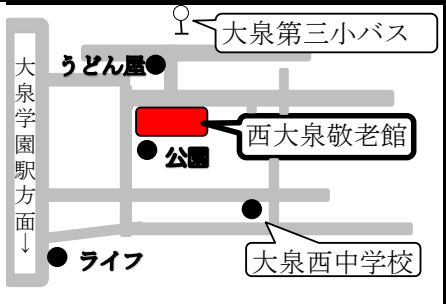 大泉第三小バス
うどん屋
大泉学園駅方面→
西大泉敬老館
公園
大泉西中学校
ライフ